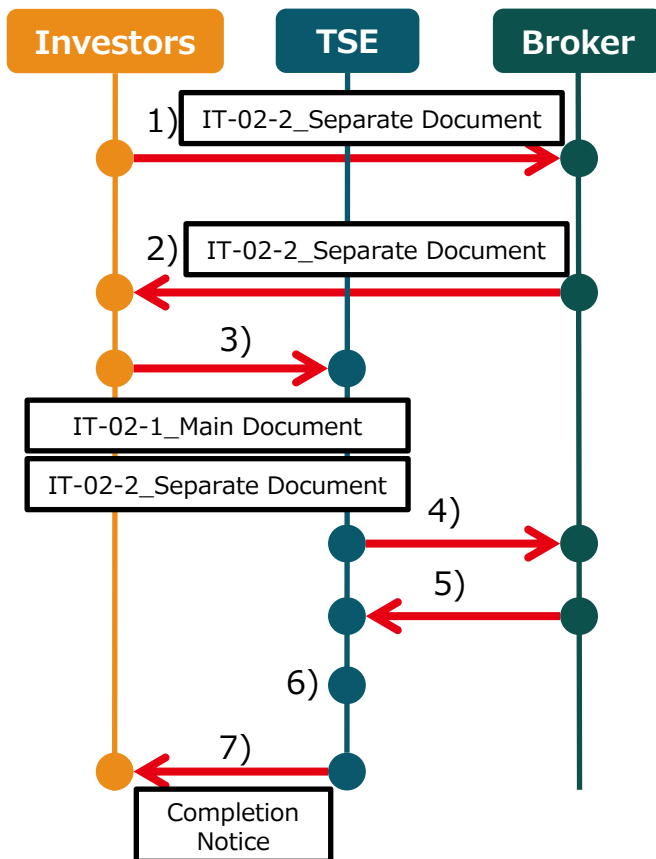 Investors TSE Broker
1) IT-02-2_Separate Document
2) IT-02-2_Separate Document
3)
IT-02-1_Main Document
IT-02-2_Separate Document
4)
5)
6)
7)
Completion
Notice